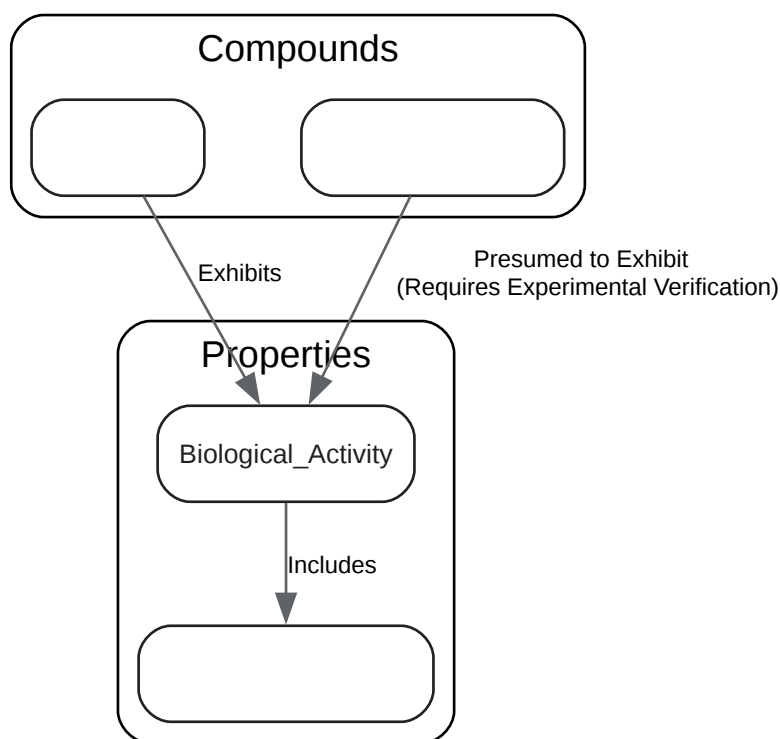 Compounds
Exhibits
Presumed to Exhibit
(Requires Experimental Verification)
Properties
Biological_Activity
Includes